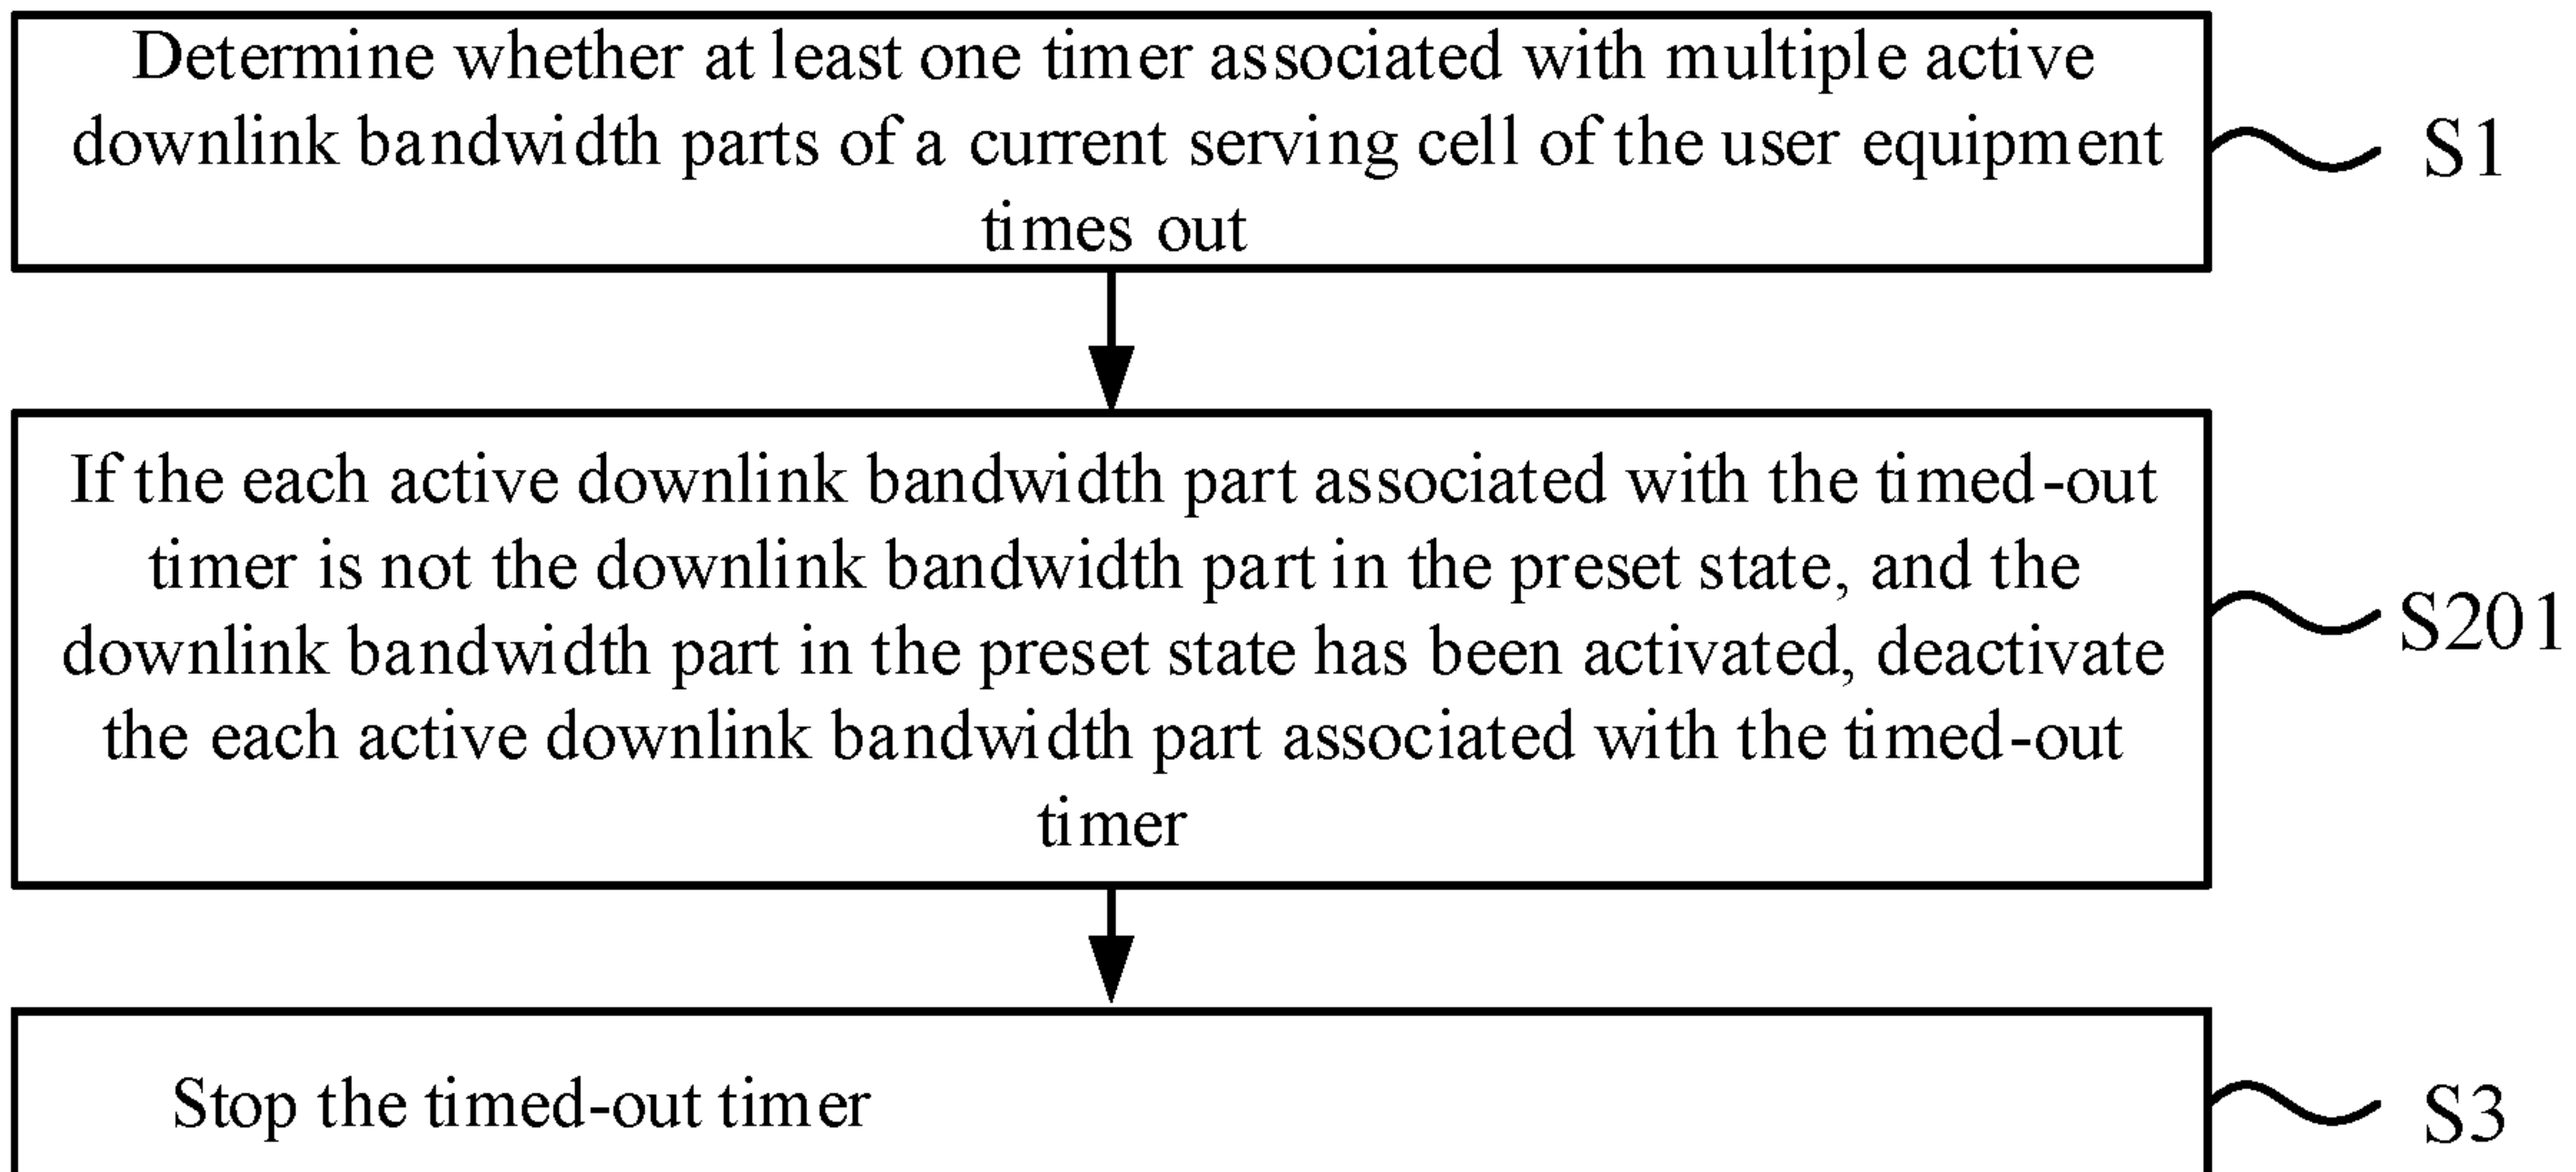 Determine whether at least one timer associated with multiple active
downlink bandwidth parts of a current serving cell of the user equipment
times out
S1
If the each active downlink bandwidth part associated with the timed-out
timer is not the downlink bandwidth part in the preset state, and the
downlink bandwidth part in the preset state has been activated, deactivate
the each active downlink bandwidth part associated with the timed-out
timer
S201
Stop the timed-out timer
S3